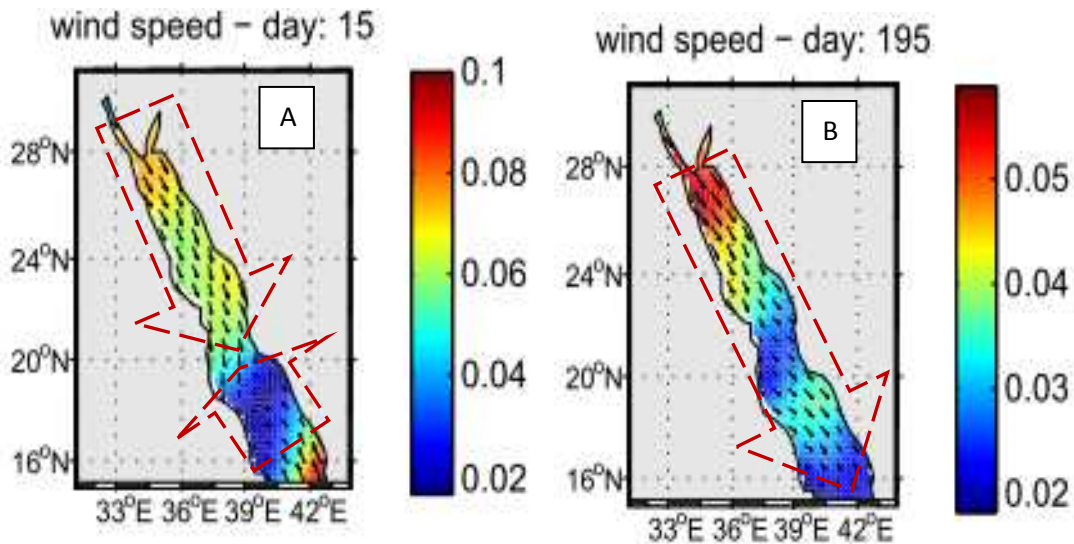 wind speed − day: 15
A
28°N
24°N
20°N
16°N
33°E 36°E 39°E 42°E
0.1
0.08
0.06
0.04
0.02
wind speed − day: 195
B
28°N
24°N
20°N
16°N
33°E 36°E 39°E 42°E
0.05
0.04
0.03
0.02